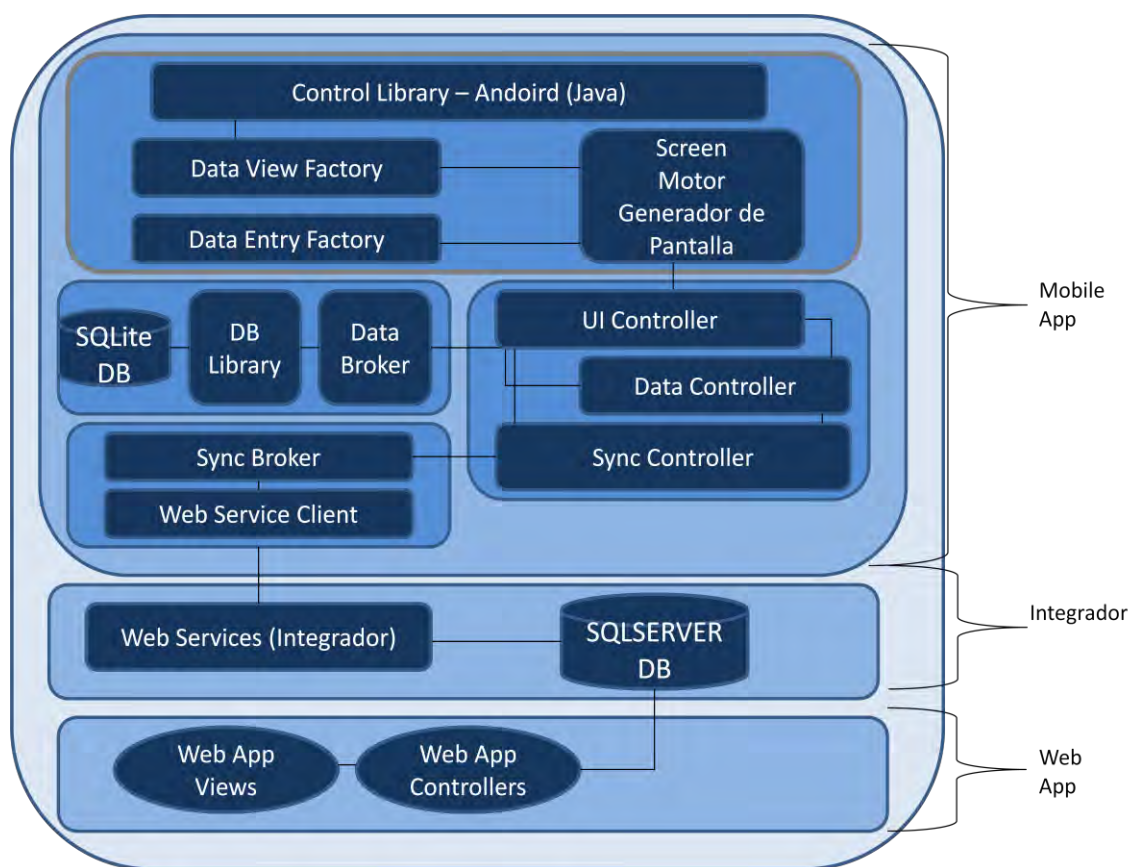 Control Library – Andoird (Java)
Data View Factory
Data Entry Factory
Screen
Motor
Generador de
Pantalla
SQLite
DB
DB
Library
Data
Broker
UI Controller
Data Controller
Sync Controller
Sync Broker
Web Service Client
Mobile
App
Web Services (Integrador)
SQLSERVER
DB
Integrador
Web App
Views
Web App
Controllers
Web
App